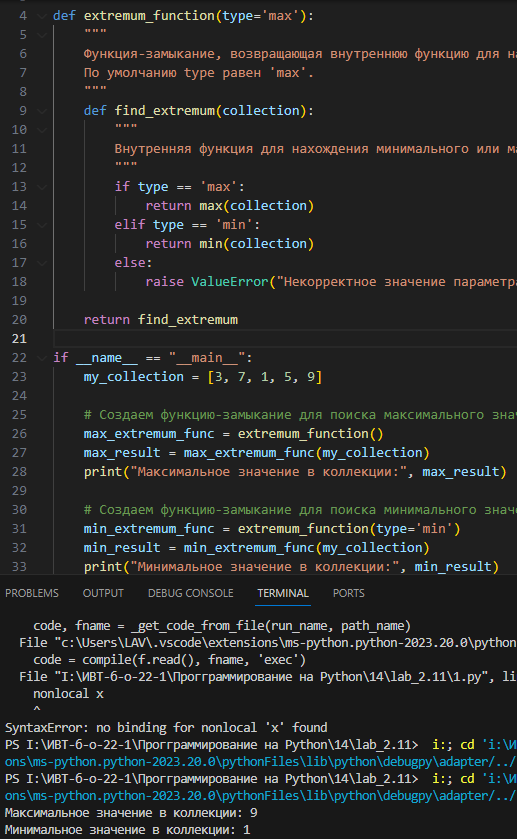 4 def extremum_function(type='max'):
5 """
6 Функция-замыкание, возвращающая внутреннюю функцию для
7 По умолчанию type равен 'max'.
8 """
9 def find_extremum(collection):
10 """
11 Внутренняя функция для нахождения минимального или
12 """
13 if type == 'max':
14 return max(collection)
15 elif type == 'min':
16 return min(collection)
17 else:
18 raise ValueError("Некорректное значение параметра
19
20 return find_extremum
21
22 if __name__ == "__main__":
23 my_collection = [3, 7, 1, 5, 9]
24
25 # Создаем функцию-замыкание для поиска максимального
26 max_extremum_func = extremum_function()
27 max_result = max_extremum_func(my_collection)
28 print("Максимальное значение в коллекции:", max_result)
29
30 # Создаем функцию-замыкание для поиска минимального
31 min_extremum_func = extremum_function(type='min')
32 min_result = min_extremum_func(my_collection)
33 print("Минимальное значение в коллекции:", min_result)
PROBLEMS OUTPUT DEBUG CONSOLE TERMINAL PORTS
code, fname = _get_code_from_file(run_name, path_name)
File "c:\Users\LAV\.vscode\extensions\ms-python.python-2023.20.0\python
code = compile(f.read(), fname, 'exec')
File "I:\ИВТ-б-о-22-1\Прогграммирование на Python\14\lab_2.11\1.py", li
nonlocal x
^
SyntaxError: no binding for nonlocal 'x' found
PS I:\ИВТ-б-о-22-1\Прогграммирование на Python\14\lab_2.11> i:; cd 'i:\И
ons\ms-python.python-2023.20.0\pythonFiles\lib\python\debugpy\adapter/../
PS I:\ИВТ-б-о-22-1\Прогграммирование на Python\14\lab_2.11> i:; cd 'i:\И
ons\ms-python.python-2023.20.0\pythonFiles\lib\python\debugpy\adapter/../
Максимальное значение в коллекции: 9
Минимальное значение в коллекции: 1